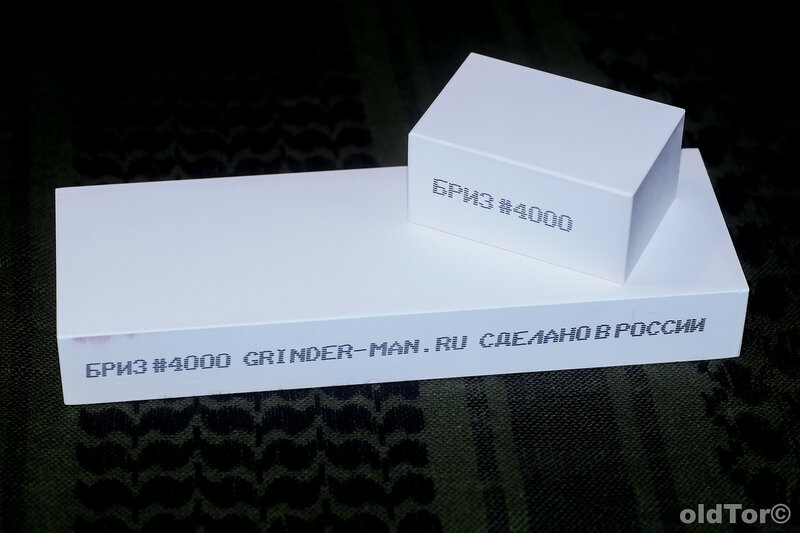 БРИЗ #4000
БРИЗ #4000 GRINDER-MAN.RU СДЕЛАНО В РОССИИ
oldTor©